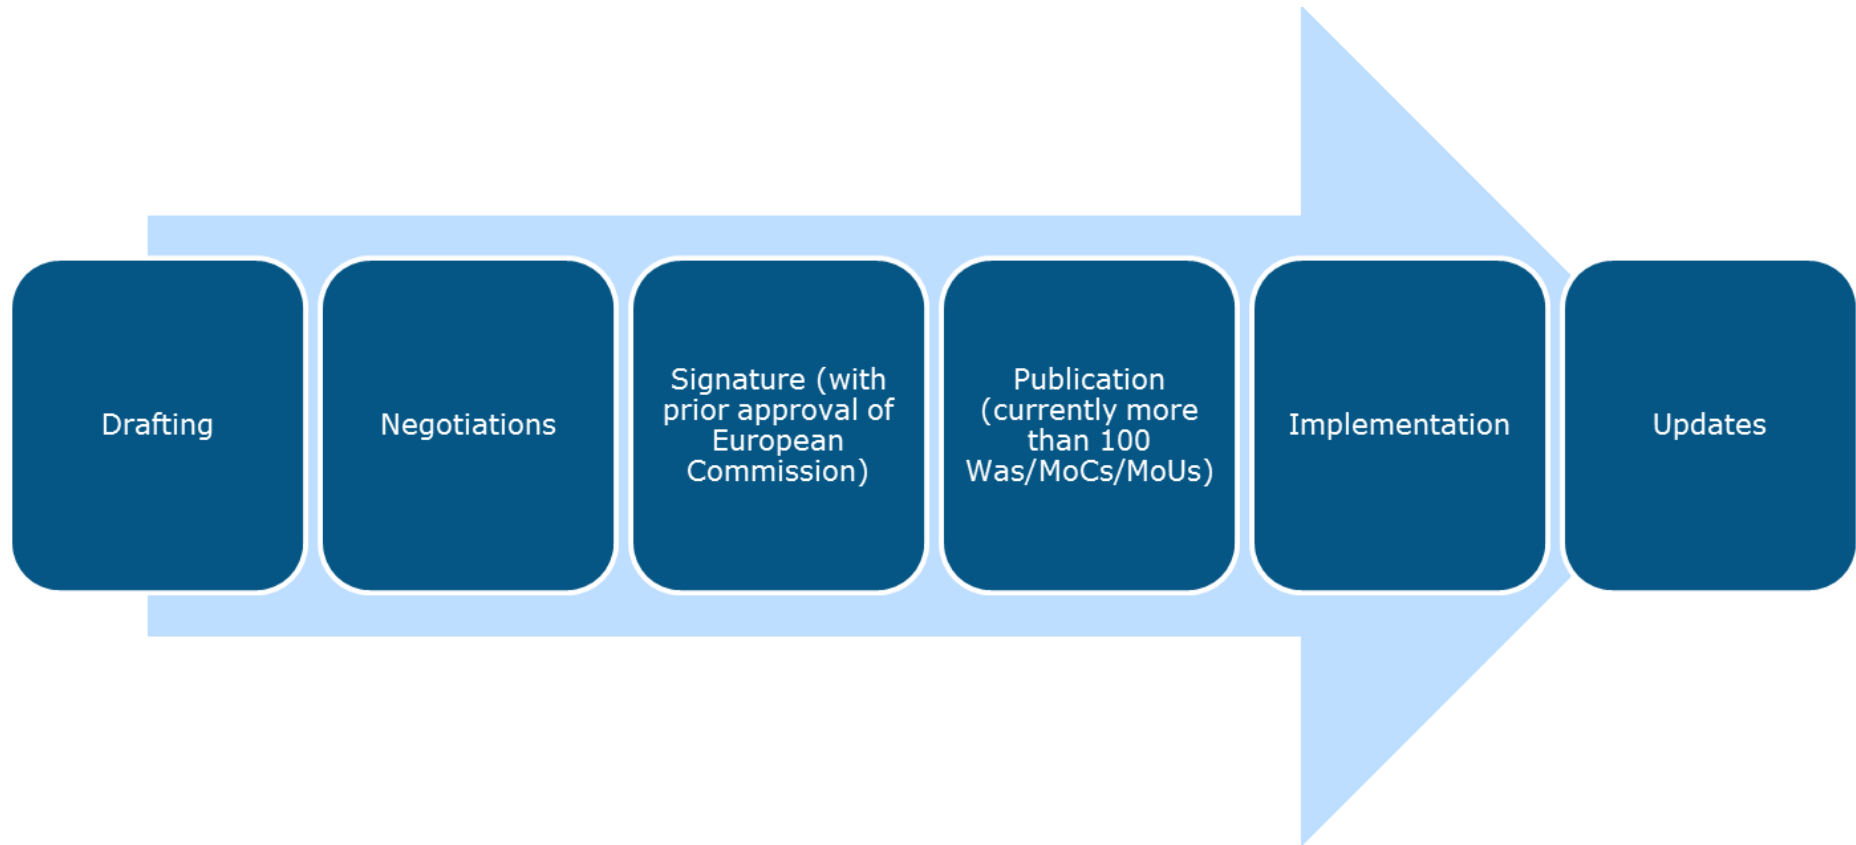 Drafting
Negotiations
Signature (with
prior approval of
European
Commission)
Publication
(currently more
than 100
Was/MoCs/MoUs)
Implementation
Updates